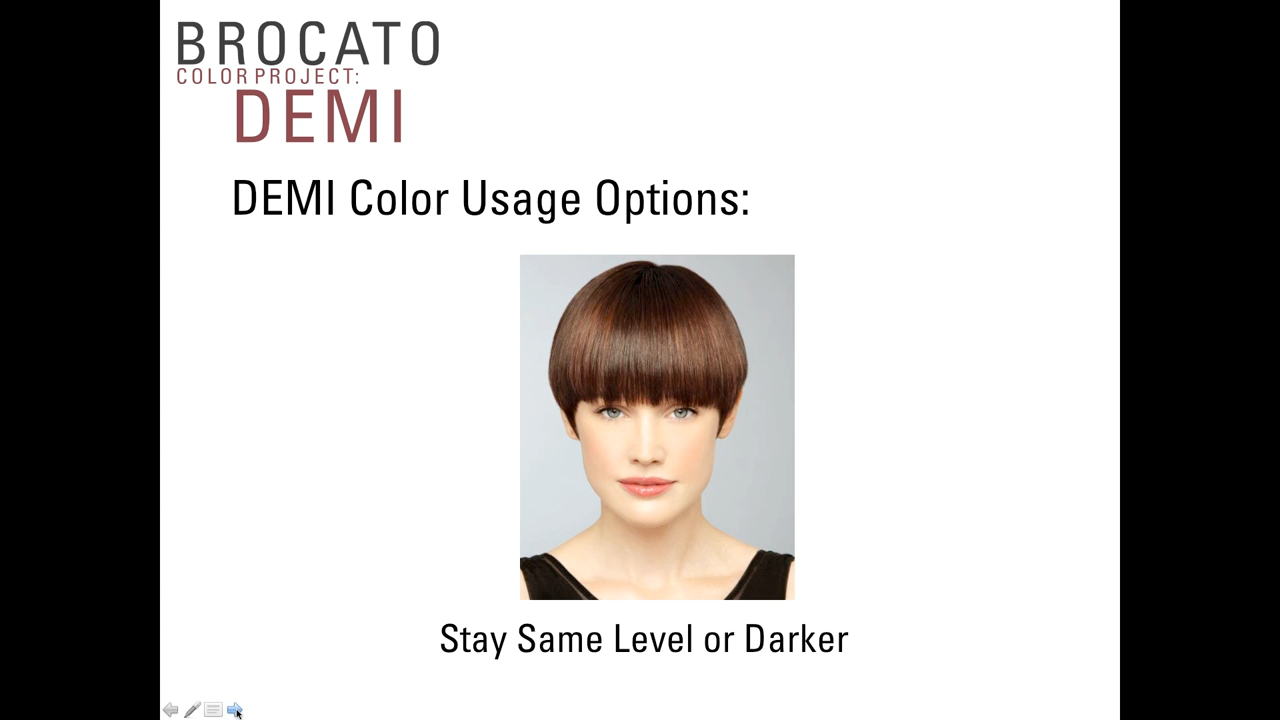 BROCATO
COLOR PROJECT:
DEMI
DEMI Color Usage Options:
Stay Same Level or Darker